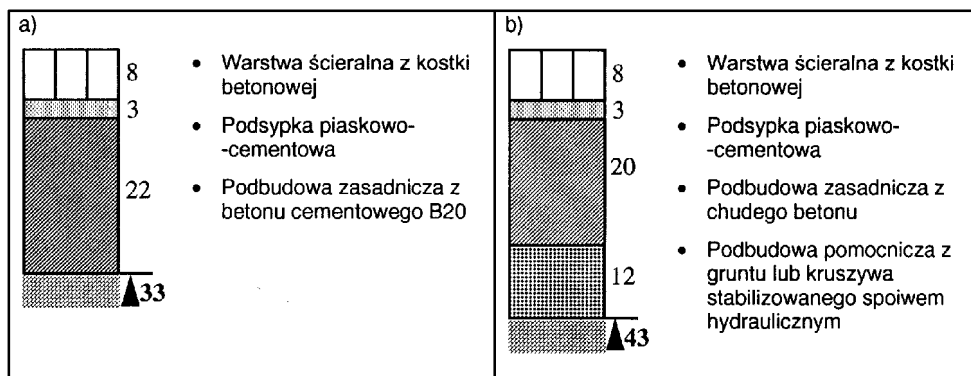 a)
8
3
22
33
• Warstwa ścieralna z kostki
betonowej
• Podsypka piaskowo-
-cementowa
• Podbudowa zasadnicza z
betonu cementowego B20
b)
8
3
20
12
43
• Warstwa ścieralna z kostki
betonowej
• Podsypka piaskowo-
-cementowa
• Podbudowa zasadnicza z
chudego betonu
• Podbudowa pomocnicza z
gruntu lub kruszywa
stabilizowanego spoiwem
hydraulicznym